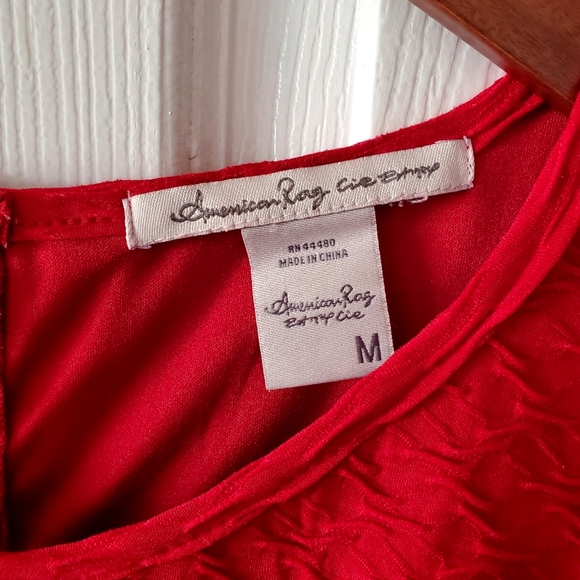 American Rag Cie
RN 44480
MADE IN CHINA
American Rag
Cie
M